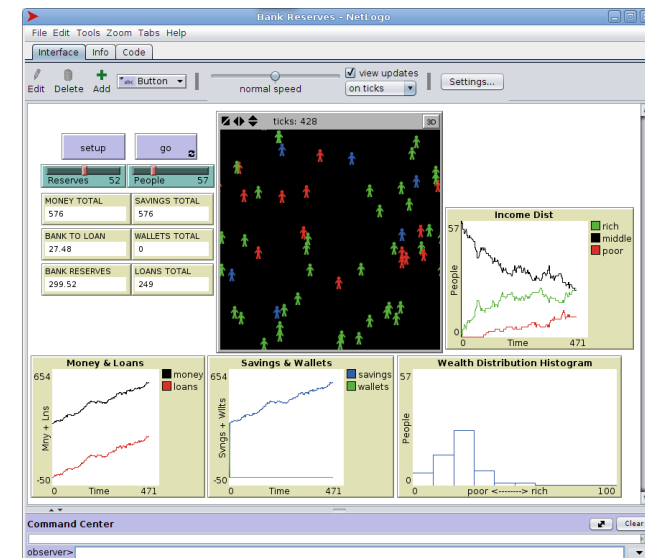 Bank Reserves - NetLogo
File Edit Tools Zoom Tabs Help
Interface Info Code
Edit Delete Add abc Button normal speed view updates on ticks Settings...
ticks: 428 3D
setup go
Reserves 52 People 57
MONEY TOTAL SAVINGS TOTAL
576 576
BANK TO LOAN WALLETS TOTAL
27.48 0
BANK RESERVES LOANS TOTAL
299.52 249
Income Dist
57
People
0
0 Time 471
rich
middle
poor
Money & Loans
654
Mny + Lns
-50
0 Time 471
money
loans
Savings & Wallets
654
Svngs + Wllts
-50
0 Time 471
savings
wallets
Wealth Distribution Histogram
57
People
0
0 poor <--------> rich 100
Command Center Clear
observer>